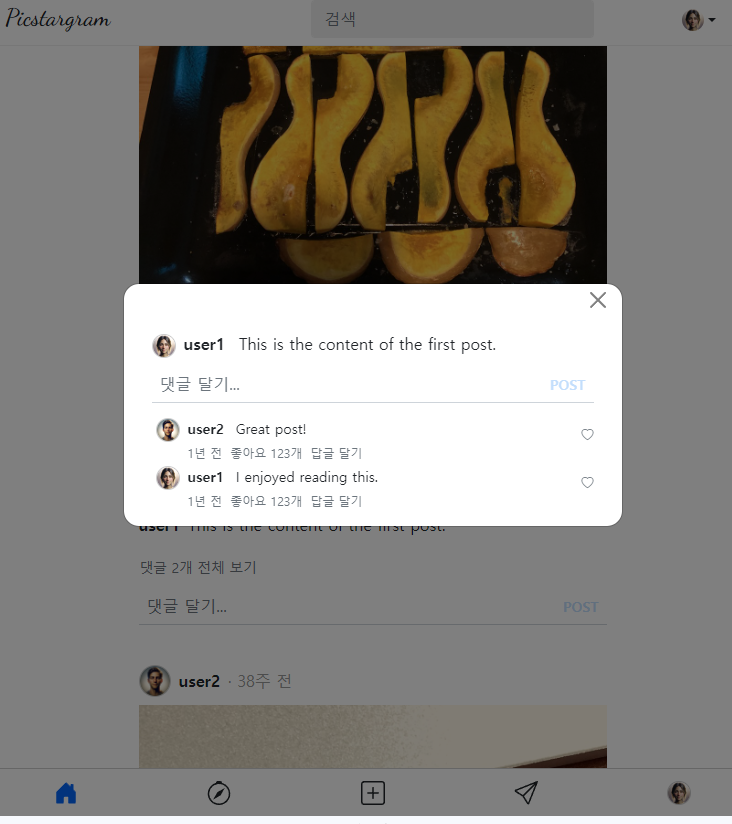 Picstargram 검색
user1 This is the content of the first post.
댓글 달기... POST
user2 Great post!
1년 전 좋아요 123개 답글 달기
user1 I enjoyed reading this.
1년 전 좋아요 123개 답글 달기
user1 This is the content of the first post.
댓글 2개 전체 보기
댓글 달기... POST
user2 · 38주 전